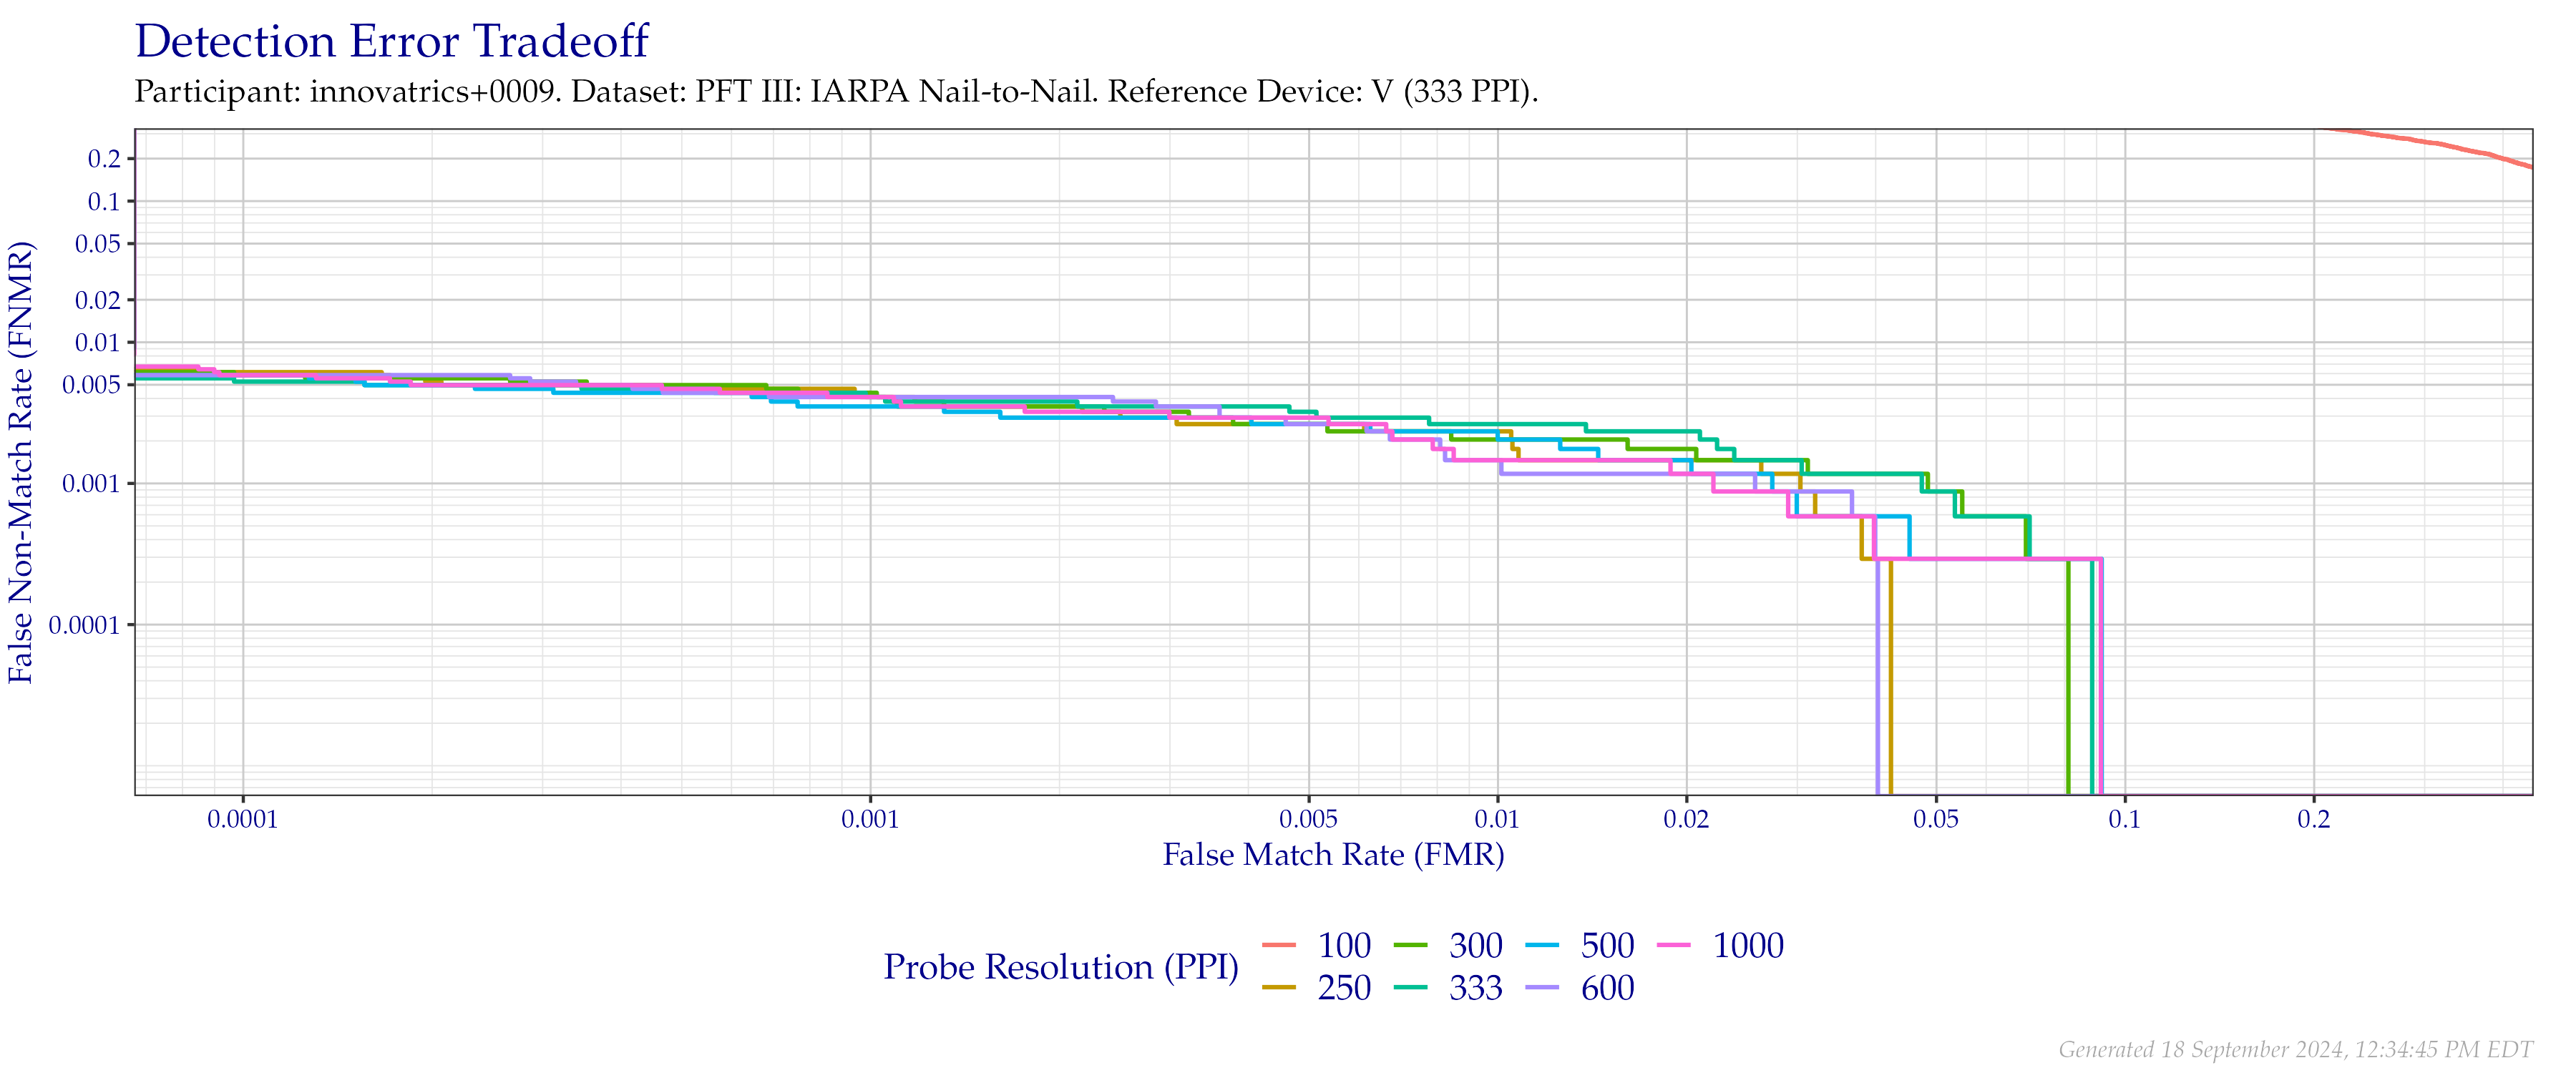 Detection Error Tradeoff
Participant: innovatrics+0009. Dataset: PFT III: IARPA Nail-to-Nail. Reference Device: V (333 PPI).
False Non-Match Rate (FNMR)
0.2
0.1
0.05
0.02
0.01
0.005
0.001
0.0001
0.0001 0.001 0.005 0.01 0.02 0.05 0.1 0.2
False Match Rate (FMR)
Probe Resolution (PPI)
100 300 500 1000
250 333 600
Generated 18 September 2024, 12:34:45 PM EDT